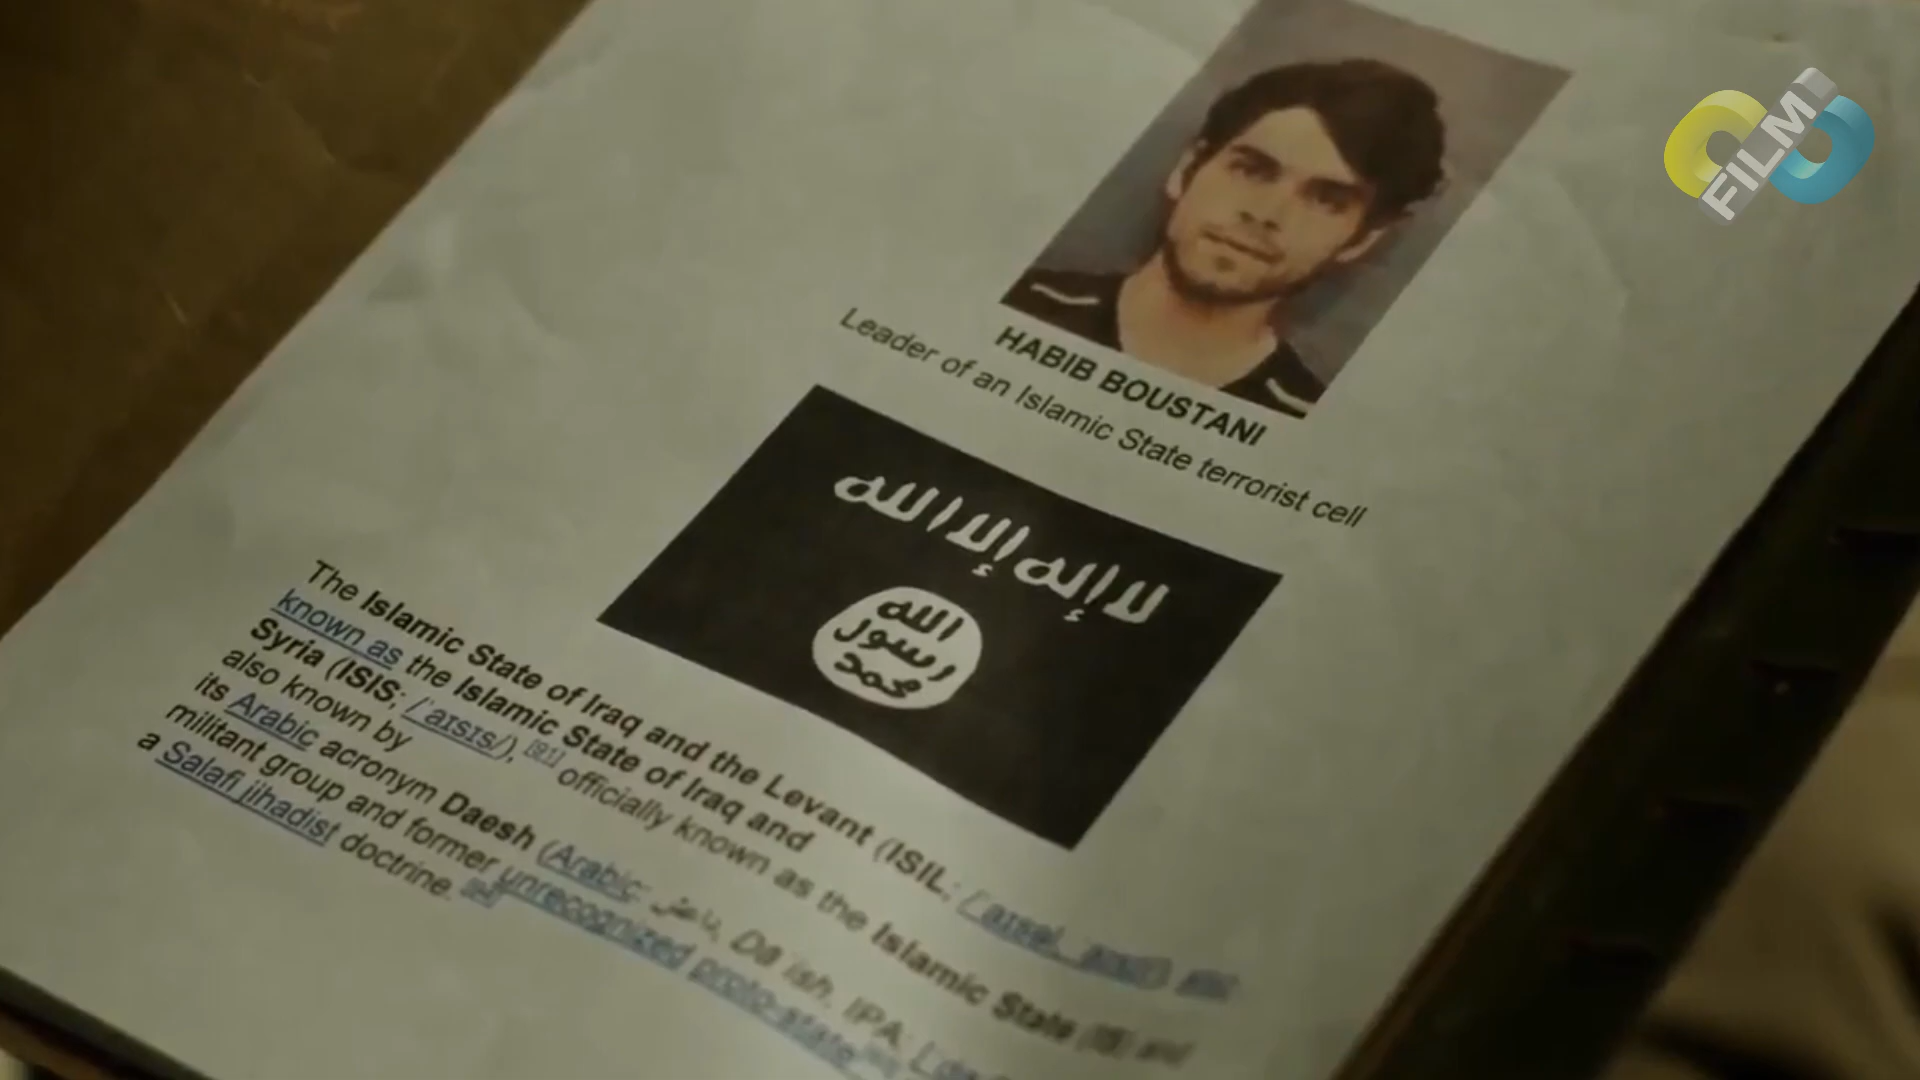 FILM
HABIB BOUSTANI
Leader of an Islamic State terrorist cell
لا إله إلا الله
الله
رسول
محمد
The Islamic State of Iraq and the Levant (ISIL;
known as the Islamic State of Iraq and
Syria (ISIS; /ˈaɪsɪs/), [91] officially known as the Islamic State (IS) and
also known by
its Arabic acronym Daesh (Arabic: داعش, IPA:
militant group and former unrecognized proto-state
a Salafi jihadist doctrine.